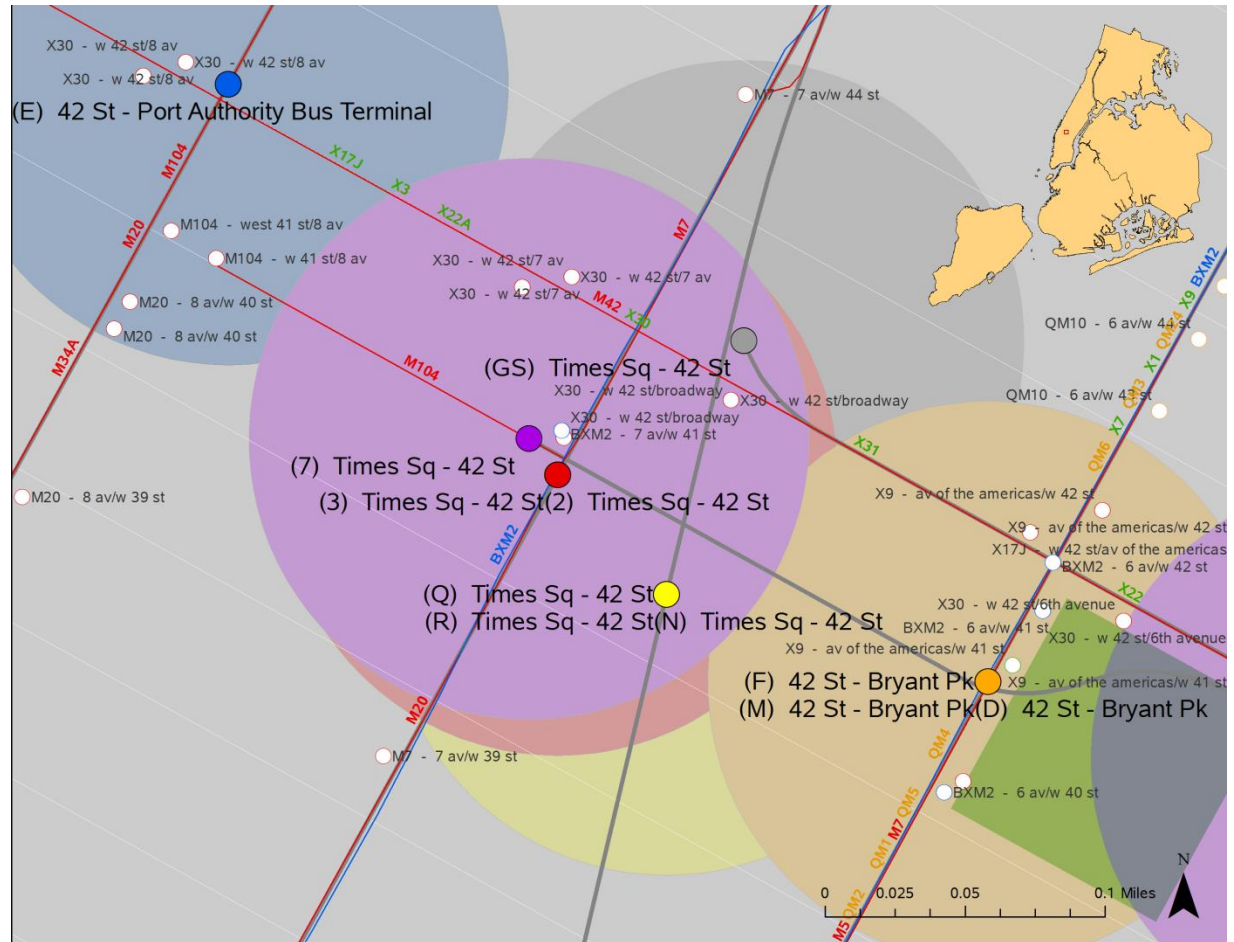 X30 - w 42 st/8 av
X30 - w 42 st/8 av
X30 - w 42 st/8 av
(E) 42 St - Port Authority Bus Terminal
M7 - 7 av/w 44 st
M104
X17J
X3
X22A
M20
M104 - west 41 st/8 av
M7
M104 - w 41 st/8 av
X30 - w 42 st/7 av
X30 - w 42 st/7 av
X30 - w 42 st/7 av
M42
X30
M20 - 8 av/w 40 st
M20 - 8 av/w 40 st
M34A
M104
BXM2
X9
QM24
QM10 - 6 av/w 44 st
X1
QM3
QM10 - 6 av/w 43 st
X7
QM6
(GS) Times Sq - 42 St
X30 - w 42 st/broadway
X30 - w 42 st/broadway
X30 - w 42 st/broadway
BXM2 - 7 av/w 41 st
X31
(7) Times Sq - 42 St
(3) Times Sq - 42 St(2) Times Sq - 42 St
M20 - 8 av/w 39 st
X9 - av of the americas/w 42 st
X9 - av of the americas/w 42 st
X17J - w 42 st/av of the americas
BXM2 - 6 av/w 42 st
BXM2
X22
(Q) Times Sq - 42 St
(R) Times Sq - 42 St(N) Times Sq - 42 St
X30 - w 42 st/6th avenue
BXM2 - 6 av/w 41 st
X30 - w 42 st/6th avenue
X9 - av of the americas/w 41 st
(F) 42 St - Bryant Pk
X9 - av of the americas/w 41 st
(M) 42 St - Bryant Pk(D) 42 St - Bryant Pk
M20
M7 - 7 av/w 39 st
QM4
BXM2 - 6 av/w 40 st
QM5
M7
QM1
QM2
M5
N
0 0.025 0.05 0.1 Miles